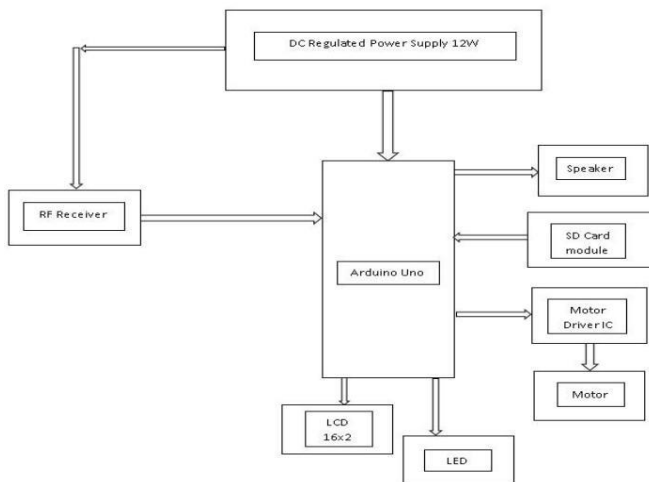 DC Regulated Power Supply 12W
Speaker
RF Receiver
SD Card
module
Arduino Uno
Motor
Driver IC
Motor
LCD
16x2
LED